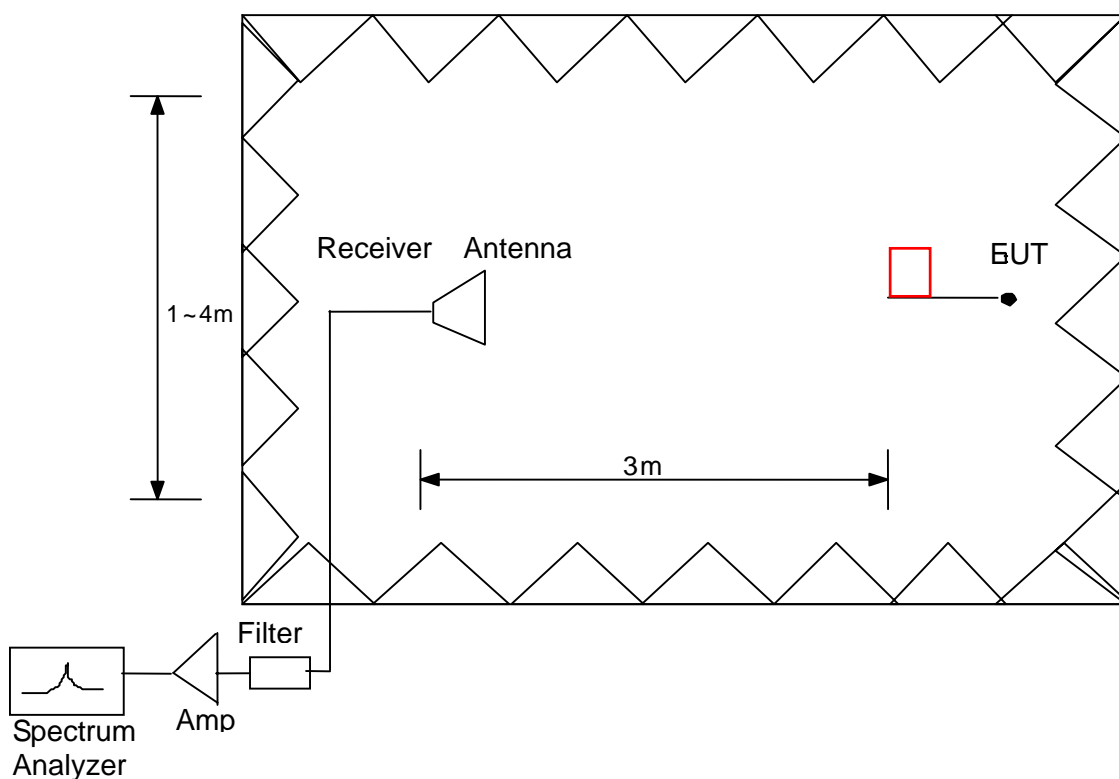 Receiver Antenna
EUT
1~4m
3m
Filter
Amp
Spectrum
Analyzer